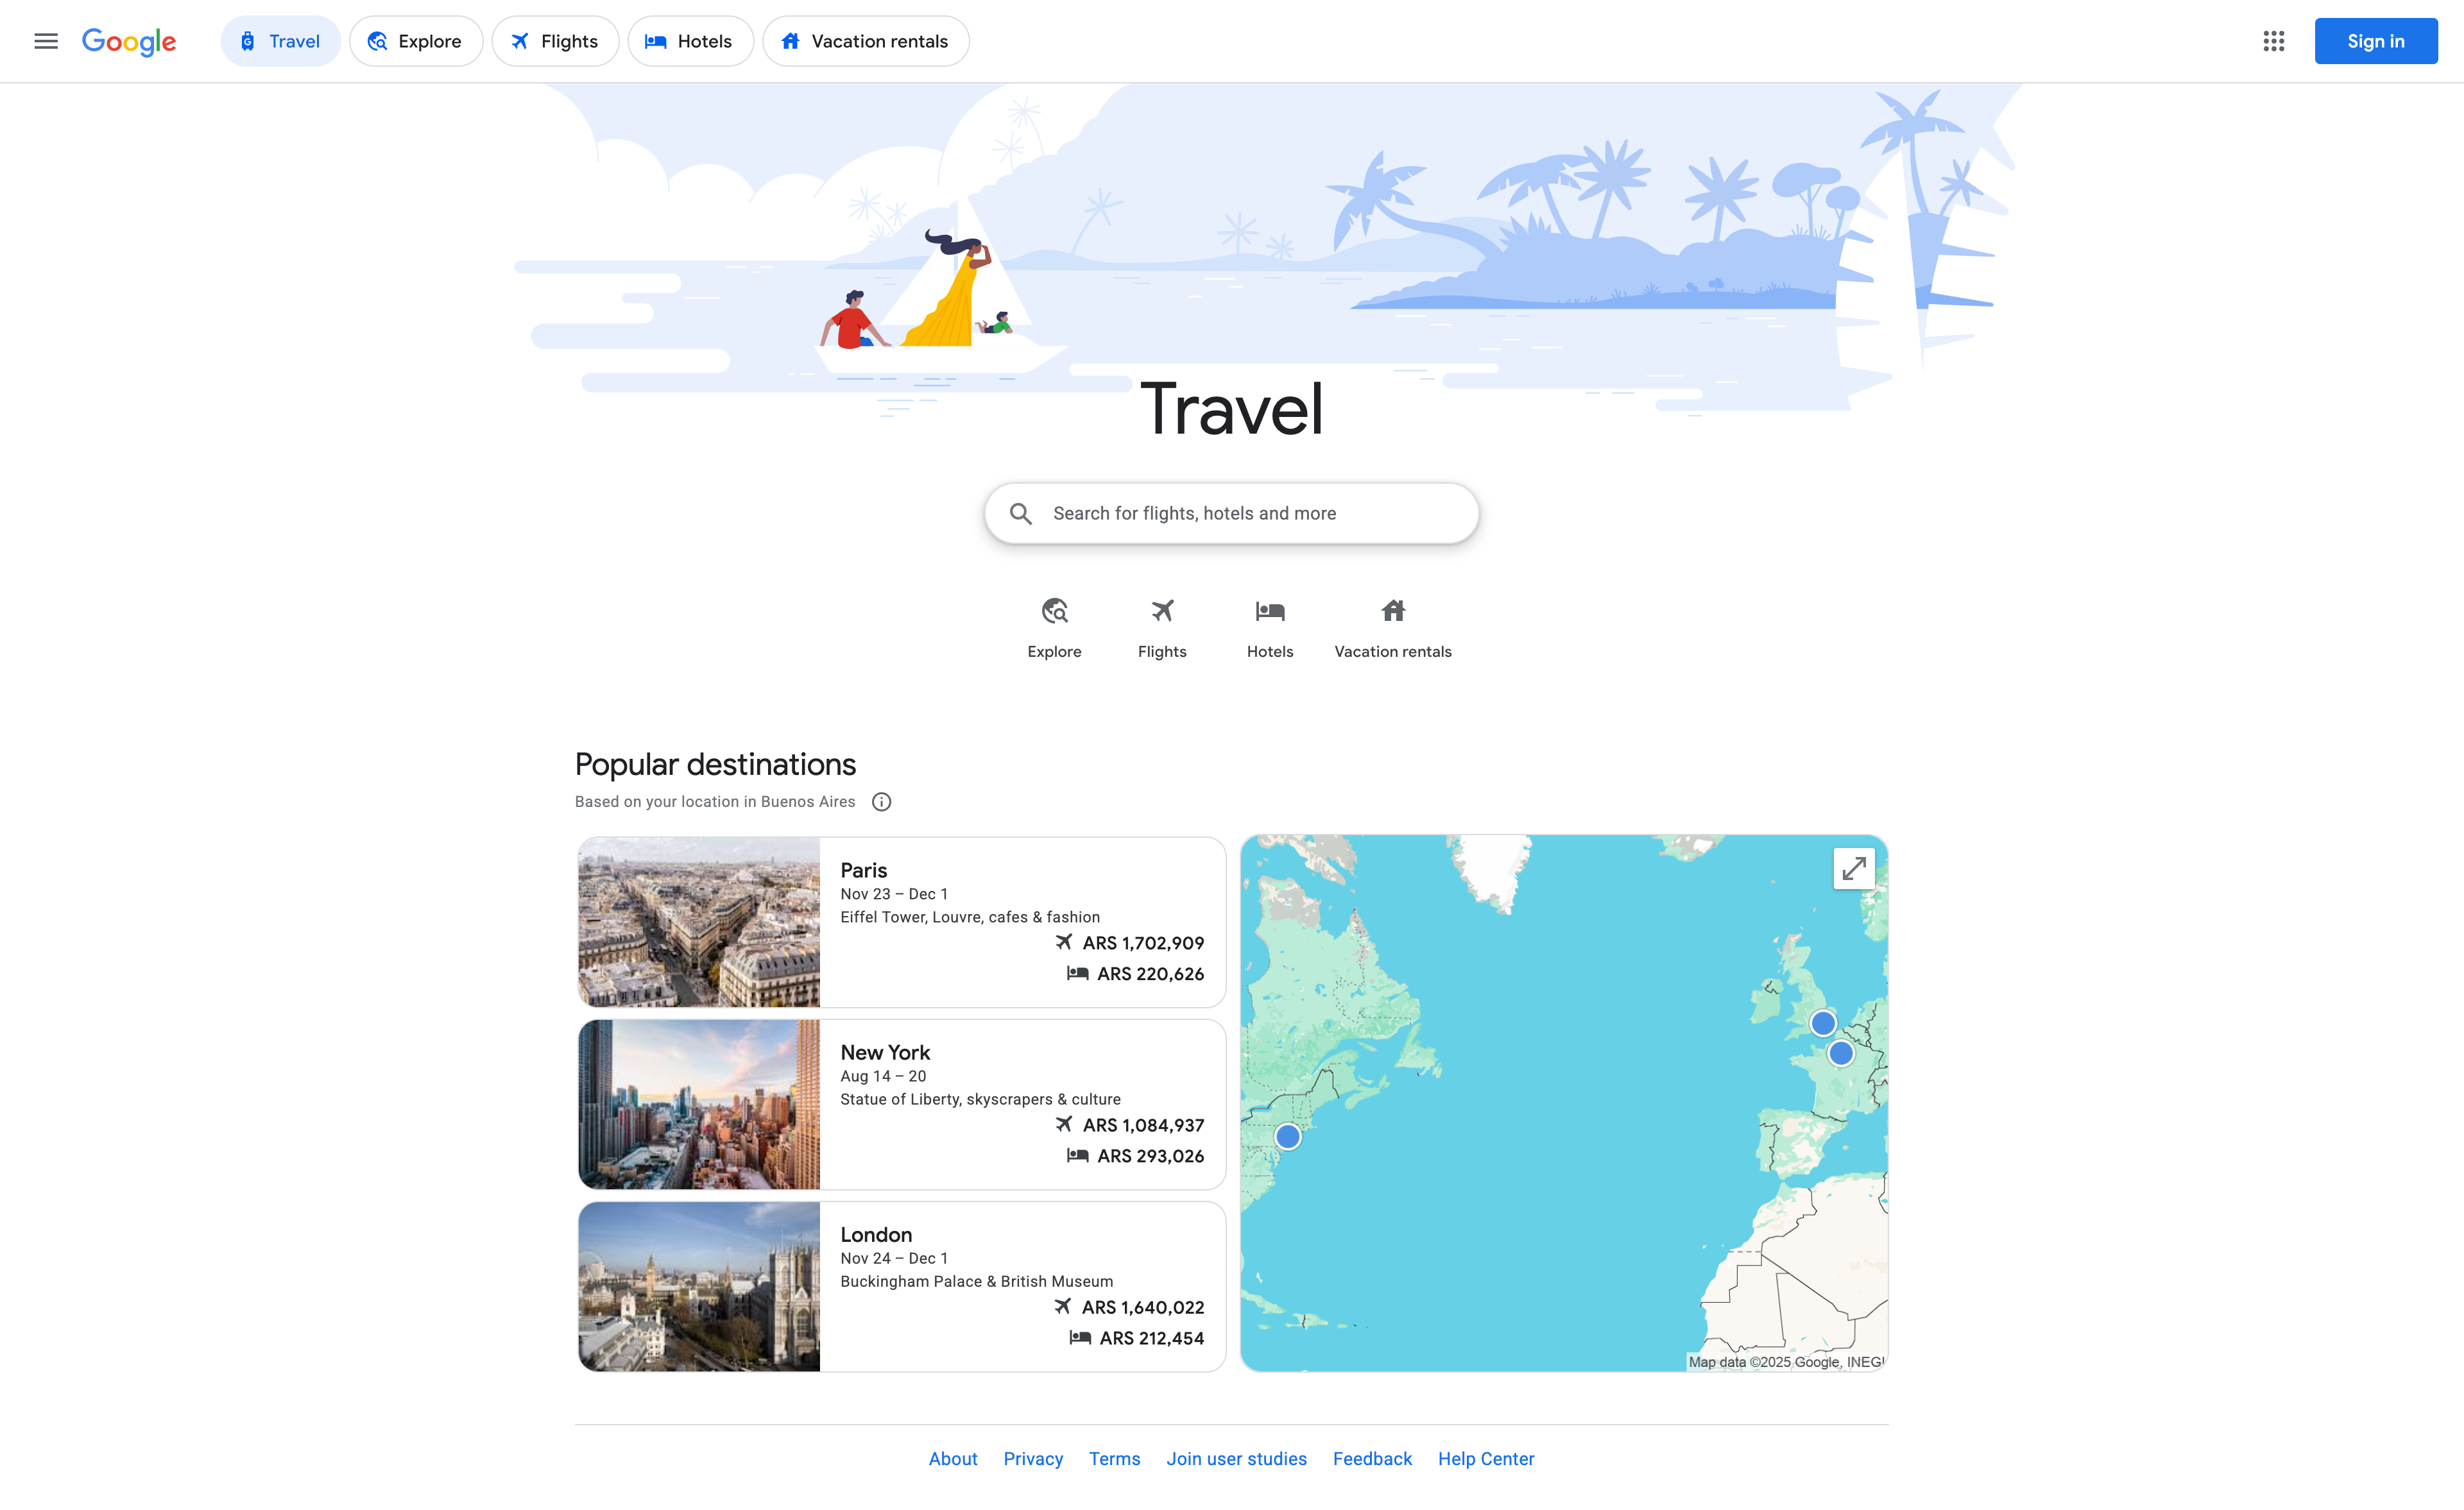 Google
Travel
Explore
Flights
Hotels
Vacation rentals
Sign in
Travel
Search for flights, hotels and more
Explore
Flights
Hotels
Vacation rentals
Popular destinations
Based on your location in Buenos Aires
Paris
Nov 23 – Dec 1
Eiffel Tower, Louvre, cafes & fashion
ARS 1,702,909
ARS 220,626
New York
Aug 14 – 20
Statue of Liberty, skyscrapers & culture
ARS 1,084,937
ARS 293,026
London
Nov 24 – Dec 1
Buckingham Palace & British Museum
ARS 1,640,022
ARS 212,454
Map data ©2025 Google, INEGI
About
Privacy
Terms
Join user studies
Feedback
Help Center